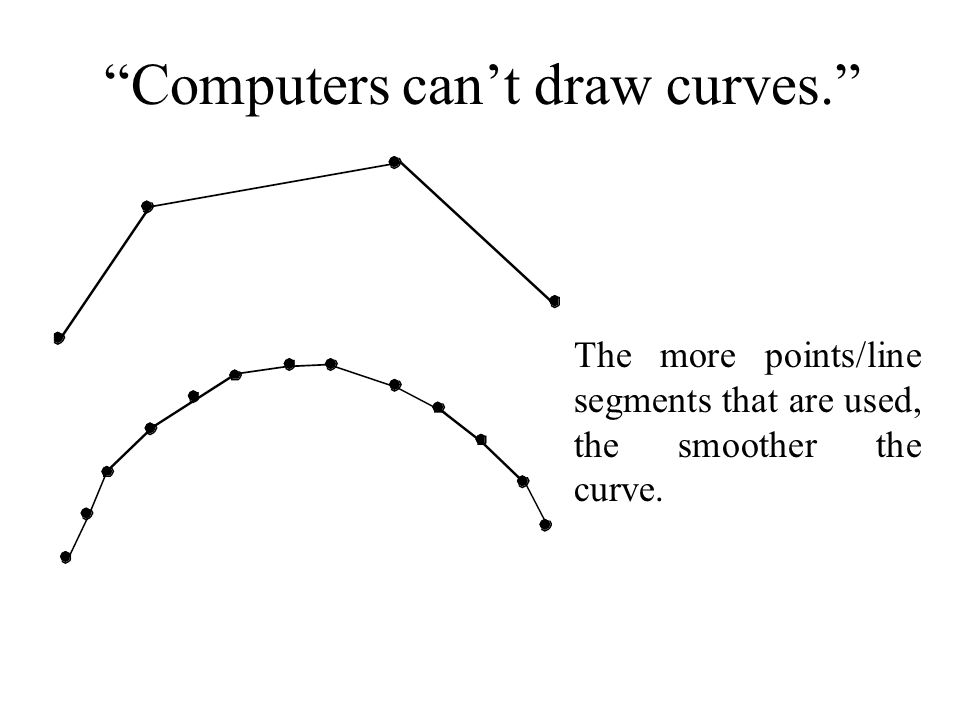 “Computers can’t draw curves.”
The more points/line
segments that are used,
the smoother the
curve.